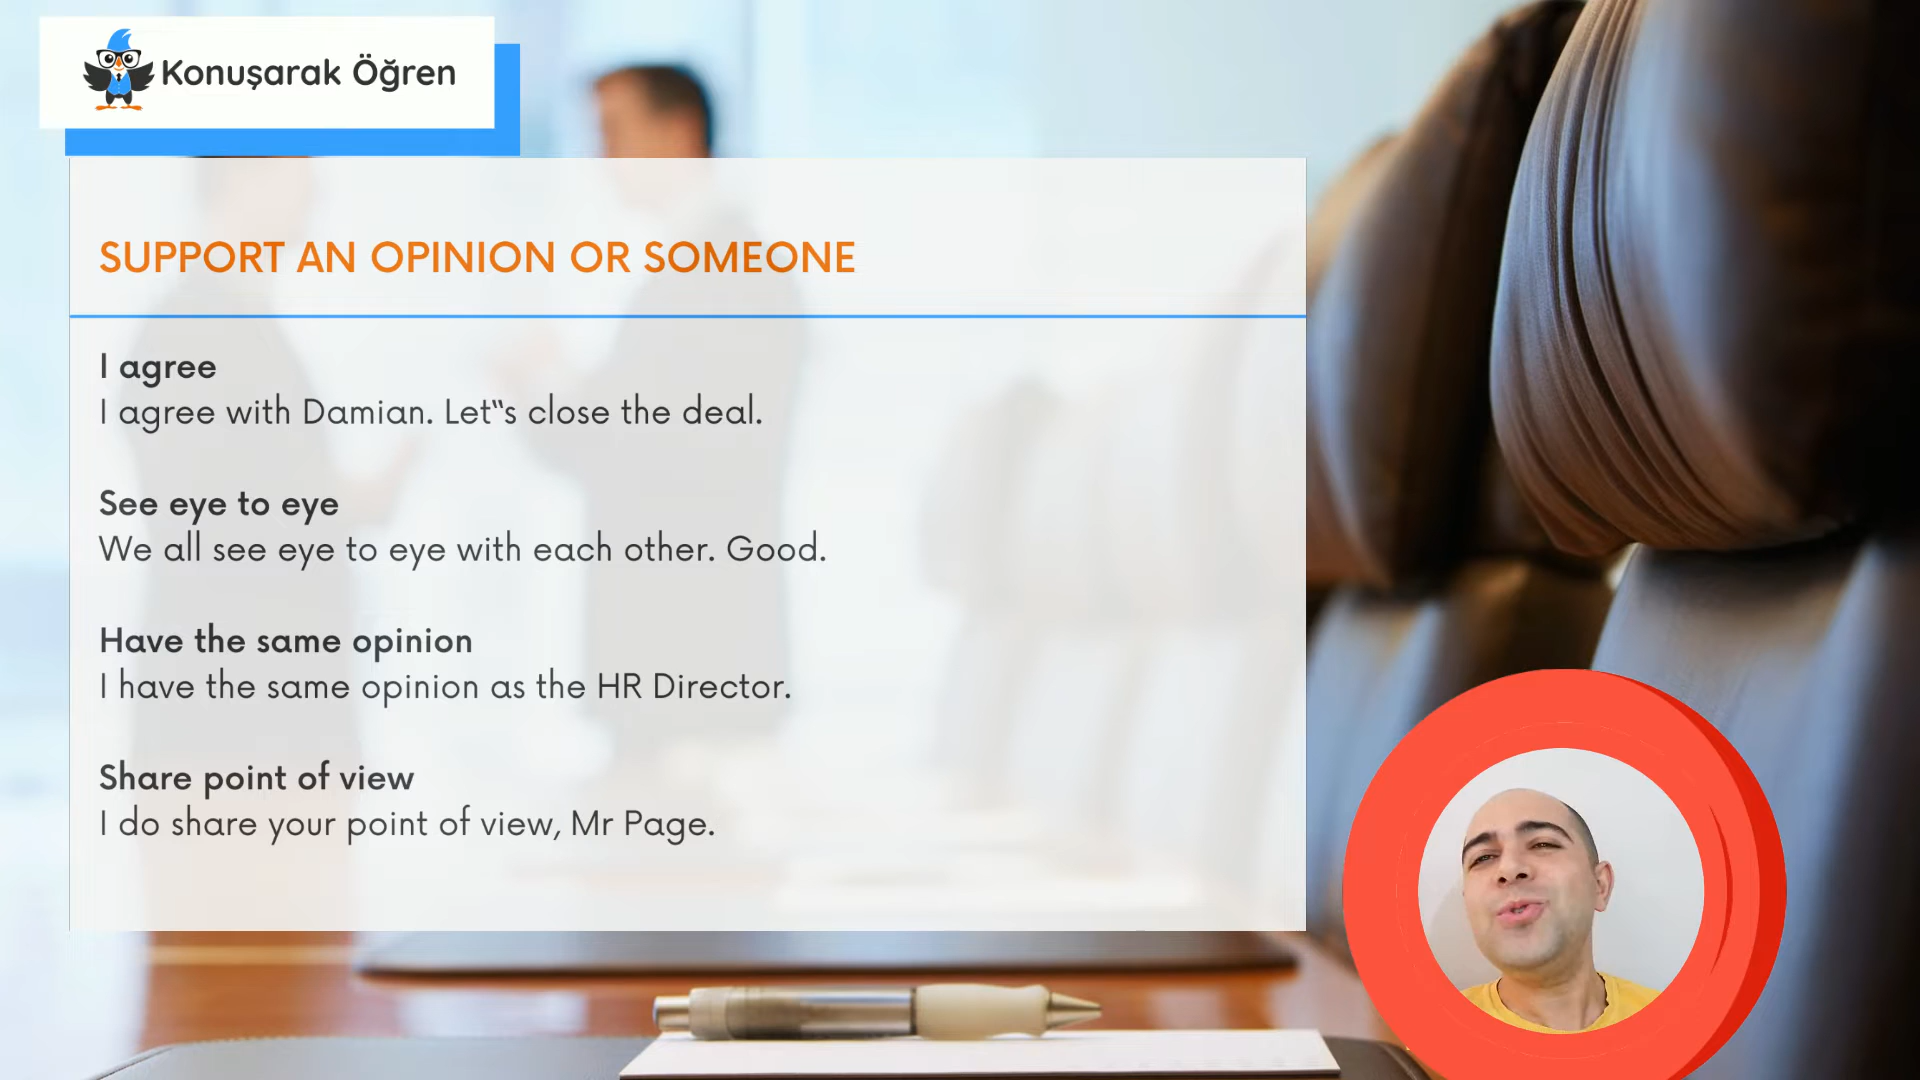 Konuşarak Öğren
SUPPORT AN OPINION OR SOMEONE
I agree
I agree with Damian. Let‟s close the deal.
See eye to eye
We all see eye to eye with each other. Good.
Have the same opinion
I have the same opinion as the HR Director.
Share point of view
I do share your point of view, Mr Page.